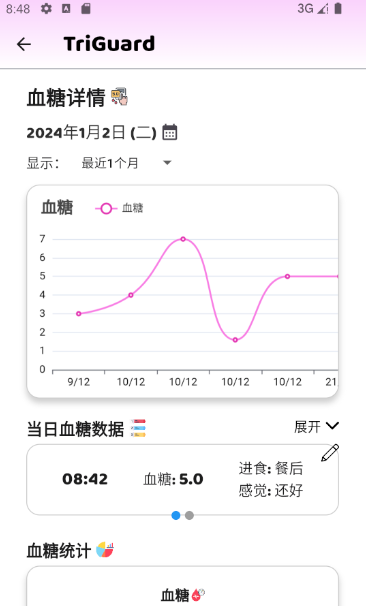 8:48
3G
TriGuard
血糖详情
2024年1月2日 (二)
显示: 最近1个月
血糖 血糖
7
6
5
4
3
2
1
0
9/12 10/12 10/12 10/12 10/12 21
当日血糖数据 展开
08:42 血糖: 5.0 进食: 餐后
感觉: 还好
血糖统计
血糖